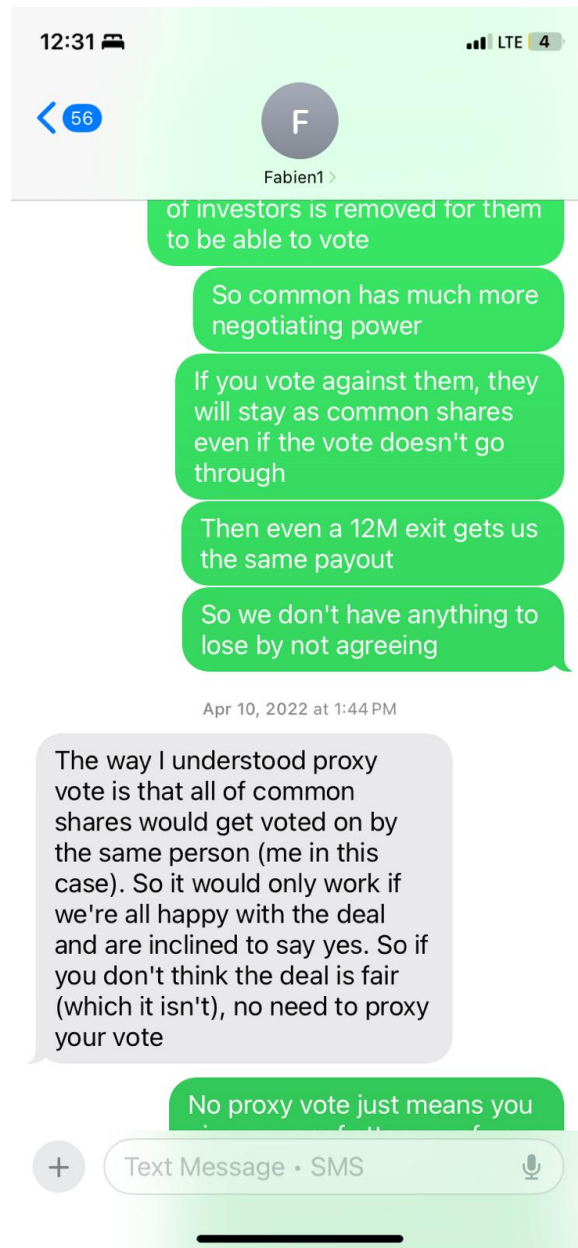 12:31
LTE 4
56
F
Fabien1
of investors is removed for them
to be able to vote
So common has much more
negotiating power
If you vote against them, they
will stay as common shares
even if the vote doesn't go
through
Then even a 12M exit gets us
the same payout
So we don't have anything to
lose by not agreeing
Apr 10, 2022 at 1:44 PM
The way I understood proxy
vote is that all of common
shares would get voted on by
the same person (me in this
case). So it would only work if
we're all happy with the deal
and are inclined to say yes. So if
you don't think the deal is fair
(which it isn't), no need to proxy
your vote
No proxy vote just means you
Text Message • SMS